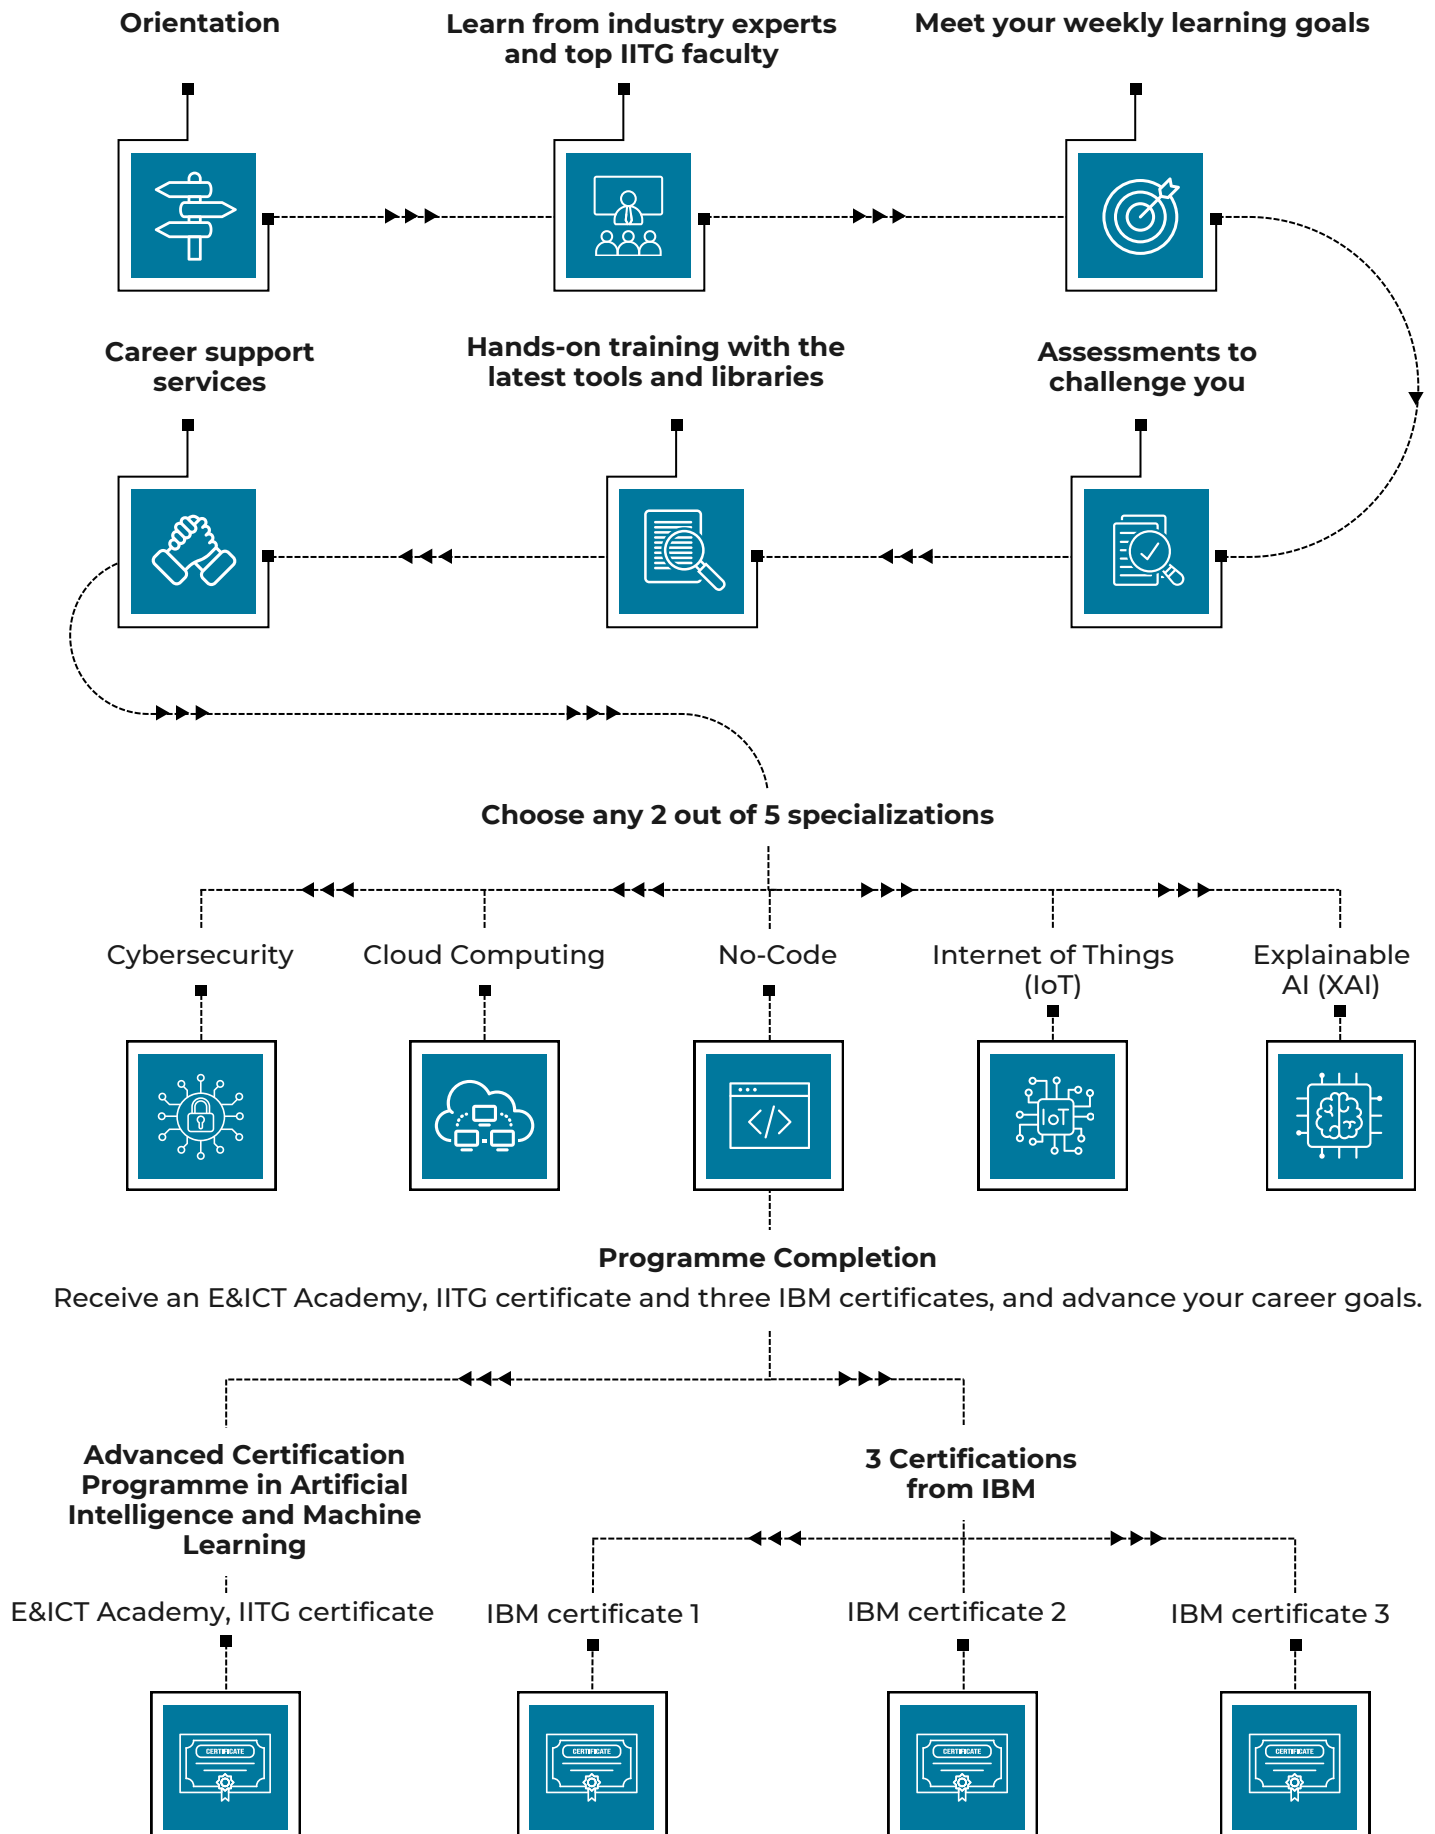 Orientation
Learn from industry experts
and top IITG faculty
Meet your weekly learning goals
Career support
services
Hands-on training with the
latest tools and libraries
Assessments to
challenge you
Choose any 2 out of 5 specializations
Cybersecurity
Cloud Computing
No-Code
Internet of Things
(IoT)
Explainable
AI (XAI)
</>
IoT
Programme Completion
Receive an E&ICT Academy, IITG certificate and three IBM certificates, and advance your career goals.
Advanced Certification
Programme in Artificial
Intelligence and Machine
Learning
3 Certifications
from IBM
E&ICT Academy, IITG certificate
IBM certificate 1
IBM certificate 2
IBM certificate 3
CERTIFICATE
CERTIFICATE
CERTIFICATE
CERTIFICATE